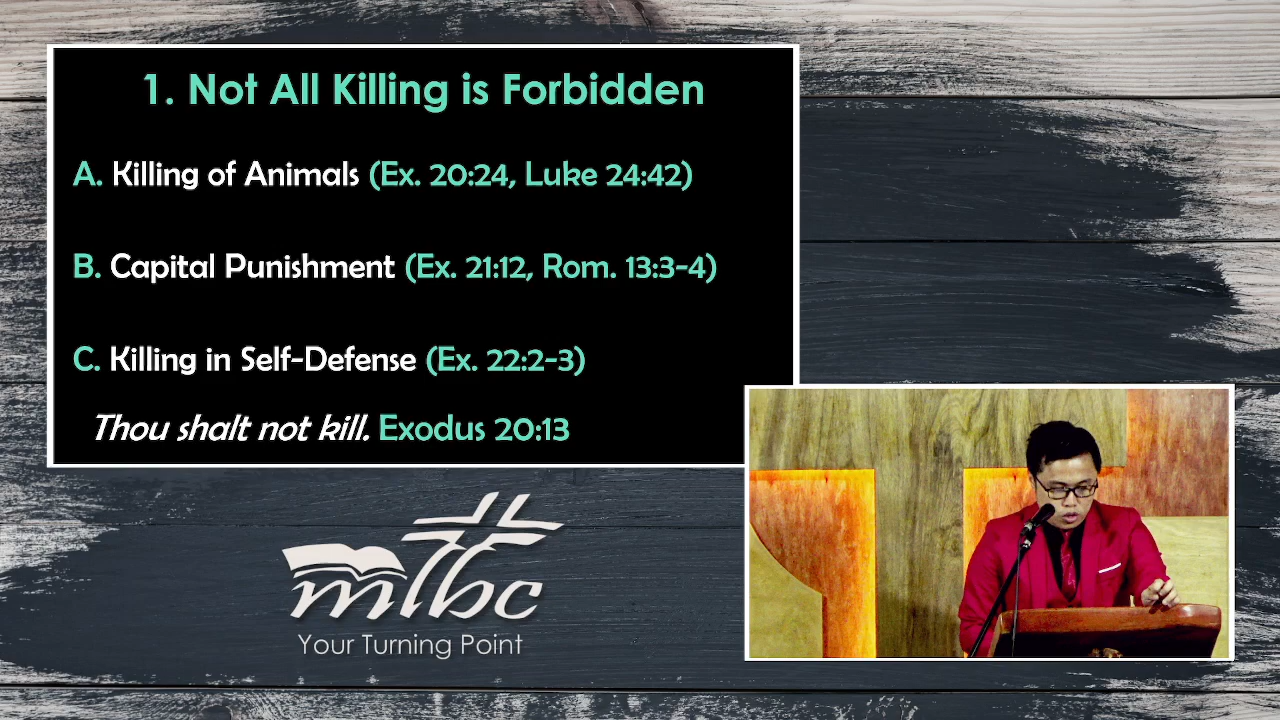 1. Not All Killing is Forbidden
A. Killing of Animals (Ex. 20:24, Luke 24:42)
B. Capital Punishment (Ex. 21:12, Rom. 13:3-4)
C. Killing in Self-Defense (Ex. 22:2-3)
Thou shalt not kill. Exodus 20:13
mlbc
Your Turning Point